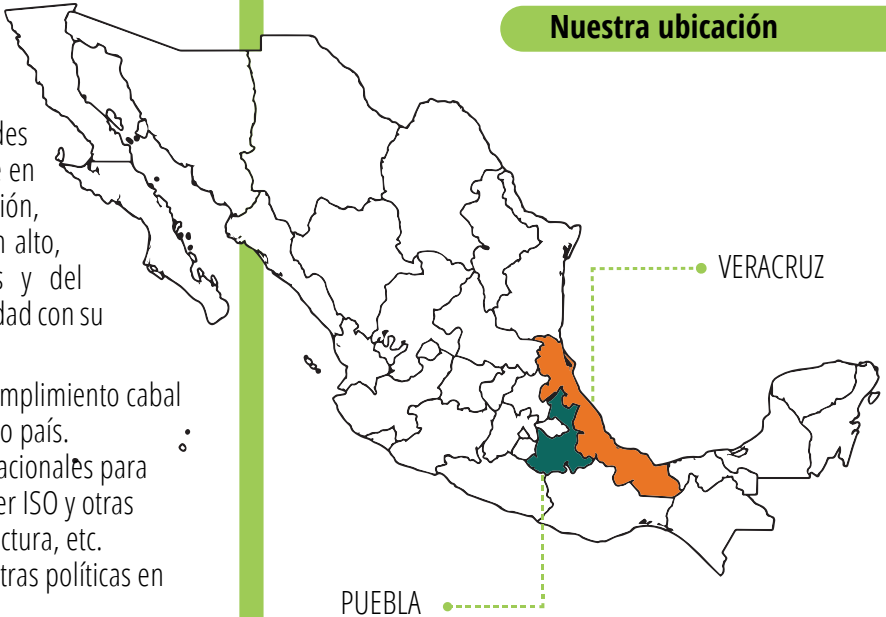 Nuestra ubicación
des
en
ión,
n alto,
s y del
dad con su
umplimiento cabal
o país.
acionales para
er ISO y otras
ctura, etc.
tras políticas en
VERACRUZ
PUEBLA